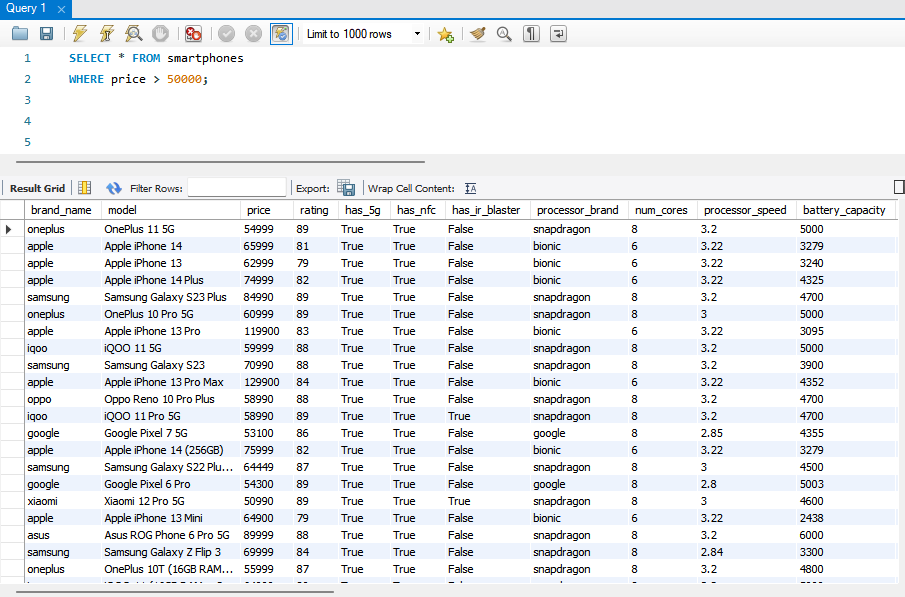 Query 1
Limit to 1000 rows
1 SELECT * FROM smartphones
2 WHERE price > 50000;
3
4
5
Result Grid Filter Rows: Export: Wrap Cell Content: IA
brand_name model price rating has_5g has_nfc has_ir_blaster processor_brand num_cores processor_speed battery_capacity
oneplus OnePlus 11 5G 54999 89 True True False snapdragon 8 3.2 5000
apple Apple iPhone 14 65999 81 True True False bionic 6 3.22 3279
apple Apple iPhone 13 62999 79 True True False bionic 6 3.22 3240
apple Apple iPhone 14 Plus 74999 82 True True False bionic 6 3.22 4325
samsung Samsung Galaxy S23 Plus 84990 89 True True False snapdragon 8 3.2 4700
oneplus OnePlus 10 Pro 5G 60999 89 True True False snapdragon 8 3 5000
apple Apple iPhone 13 Pro 119900 83 True True False bionic 6 3.22 3095
iqoo iQOO 11 5G 59999 88 True True False snapdragon 8 3.2 5000
samsung Samsung Galaxy S23 70990 88 True True False snapdragon 8 3.2 3900
apple Apple iPhone 13 Pro Max 129900 84 True True False bionic 6 3.22 4352
oppo Oppo Reno 10 Pro Plus 58990 88 True True False snapdragon 8 3.2 4700
iqoo iQOO 11 Pro 5G 58990 89 True True True snapdragon 8 3.2 4700
google Google Pixel 7 5G 53100 86 True True False google 8 2.85 4355
apple Apple iPhone 14 (256GB) 75999 82 True True False bionic 6 3.22 3279
samsung Samsung Galaxy S22 Plu... 64449 87 True True False snapdragon 8 3 4500
google Google Pixel 6 Pro 54300 89 True True False google 8 2.8 5003
xiaomi Xiaomi 12 Pro 5G 50990 89 True True True snapdragon 8 3 4600
apple Apple iPhone 13 Mini 64900 79 True True False bionic 6 3.22 2438
asus Asus ROG Phone 6 Pro 5G 89999 88 True True False snapdragon 8 3.2 6000
samsung Samsung Galaxy Z Flip 3 69999 84 True True False snapdragon 8 2.84 3300
oneplus OnePlus 10T (16GB RAM... 55999 87 True True False snapdragon 8 3.2 4800